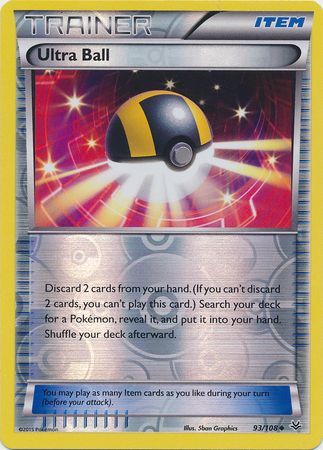 TRAINER
ITEM
Ultra Ball
Discard 2 cards from your hand. (If you can't discard
2 cards, you can't play this card.) Search your deck
for a Pokémon, reveal it, and put it into your hand.
Shuffle your deck afterward.
You may play as many Item cards as you like during your turn
(before your attack).
©2015 Pokémon
Illus. 5ban Graphics
93/108